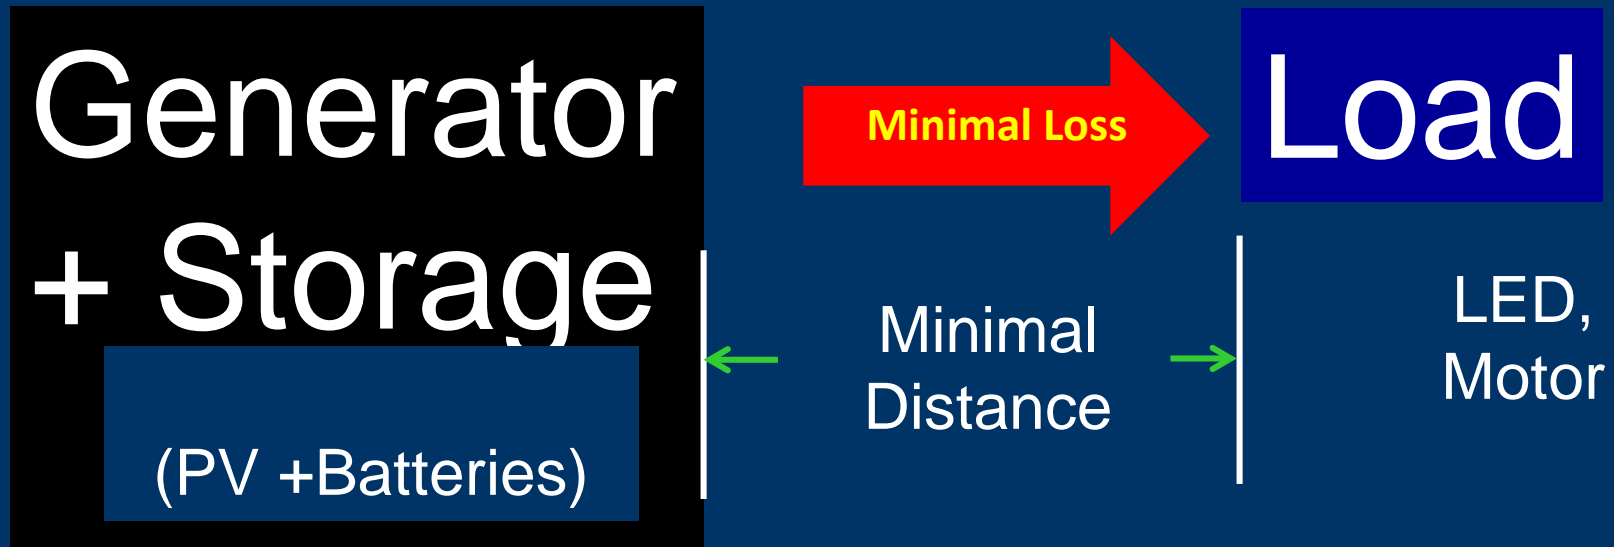 Generator
+ Storage
(PV +Batteries)
Minimal Loss
Minimal
Distance
Load
LED,
Motor